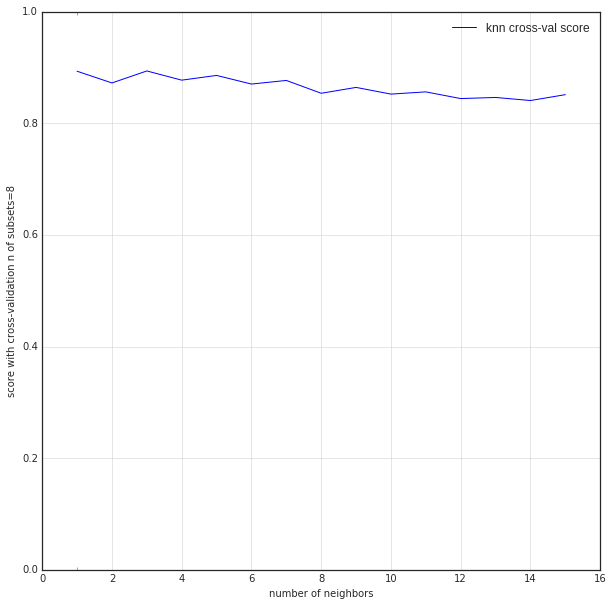 1.0
knn cross-val score
0.8
0.6
0.4
0.2
0.0
score with cross-validation n of subsets=8
0 2 4 6 8 10 12 14 16
number of neighbors